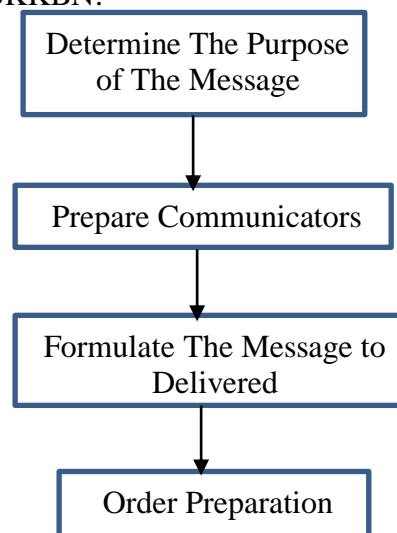 Determine The Purpose
of The Message
Prepare Communicators
Formulate The Message to
Delivered
Order Preparation